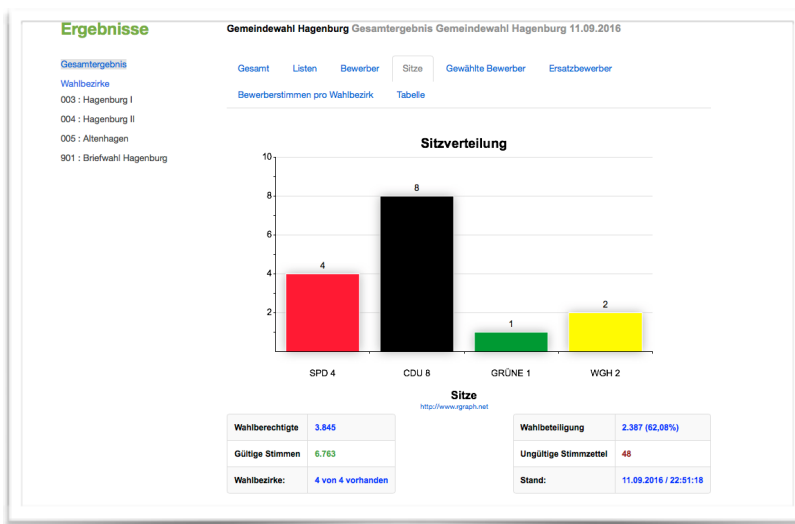 Ergebnisse
Gesamtergebnis
Wahlbezirke
003 : Hagenburg I
004 : Hagenburg II
005 : Altenhagen
901 : Briefwahl Hagenburg
Gemeindewahl Hagenburg Gesamtergebnis Gemeindewahl Hagenburg 11.09.2016
Gesamt Listen Bewerber Sitze Gewählte Bewerber Ersatzbewerber
Bewerberstimmen pro Wahlbezirk Tabelle
Sitzverteilung
10
8
6
4
2
4
8
1
2
SPD 4 CDU 8 GRÜNE 1 WGH 2
Sitze
http://www.rgraph.net
Wahlberechtigte 3.845
Gültige Stimmen 6.763
Wahlbezirke: 4 von 4 vorhanden
Wahlbeteiligung 2.387 (62,08%)
Ungültige Stimmzettel 48
Stand: 11.09.2016 / 22:51:18